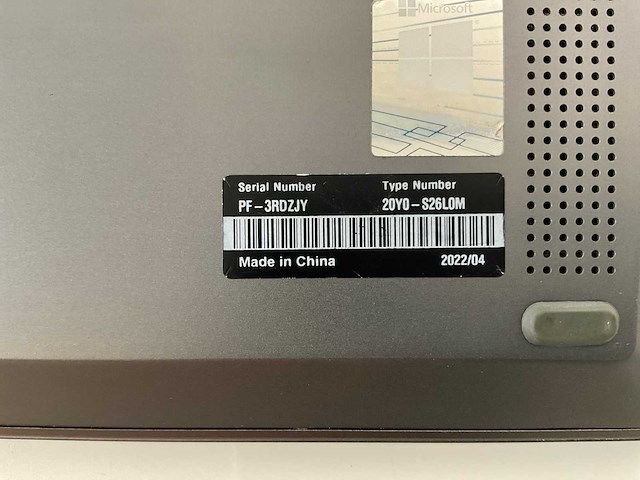 Microsoft
Serial Number Type Number
PF-3RDZJY 20Y0-S26L0M
Made in China 2022/04